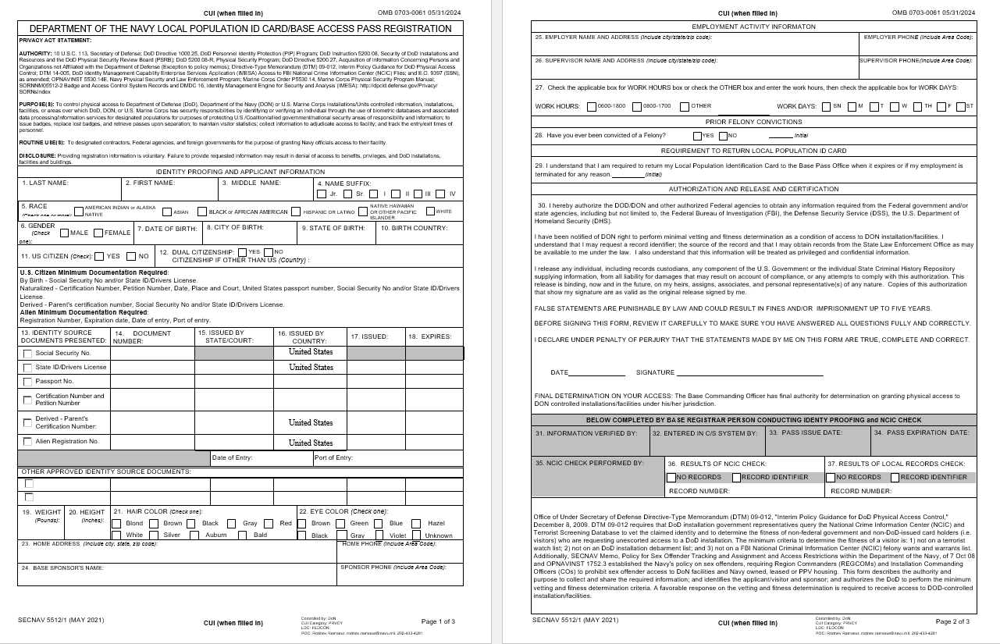 CUI (when filled in)
OMB 0703-0061 05/31/2024
DEPARTMENT OF THE NAVY LOCAL POPULATION ID CARD/BASE ACCESS PASS REGISTRATION
PRIVACY ACT STATEMENT:
AUTHORITY: 10 U.S.C. 113, Secretary of Defense; DoD Directive 1000.25, DoD Personnel Identity Protection (PIP) Program; DoD Instruction 5200.08, Security of DoD Installations and
Resources and the DoD Physical Security Review Board (PSRB); DoD 5200.08-R, Physical Security Program; DoD Directive 5200.27, Acquisition of Information Concerning Persons and
Organizations not Affiliated with the Department of Defense (Exception to policy memos); Directive-Type Memorandum (DTM) 09-012, Interim Policy Guidance for DoD Physical Access
Control; DTM 14-005, DoD Identity Management Capability Enterprise Services Application (IMESA) Access to FBI National Crime Information Center (NCIC) Files; and E.O. 9397 (SSN),
as amended; OPNAVINST 5530.14E, Navy Physical Security and Law Enforcement Program; Marine Corps Order P5530.14, Marine Corps Physical Security Program Manual;
SORNNM05512-2 Badge and Access Control System Records and DMDC 16, Identity Management Engine for Security and Analysis (IMESA): http://dpcld.defense.gov/Privacy/
SORNsIndex
PURPOSE(S): To control physical access to Department of Defense (DoD), Department of the Navy (DON) or U.S. Marine Corps Installations/Units controlled information, installations,
facilities, or areas over which DoD, DON, or U.S. Marine Corps has security responsibilities by identifying or verifying an individual through the use of biometric databases and associated
data processing/information services for designated populations for purposes of protecting U.S./Coalition/allied government/national security areas of responsibility and information; to
issue badges, replace lost badges, and retrieve passes upon separation; to maintain visitor statistics; collect information to adjudicate access to facility; and track the entry/exit times of
personnel.
ROUTINE USE(S): To designated contractors, Federal agencies, and foreign governments for the purpose of granting Navy officials access to their facility.
DISCLOSURE: Providing registration information is voluntary. Failure to provide requested information may result in denial of access to benefits, privileges, and DoD installations,
facilities and buildings.
IDENTITY PROOFING AND APPLICANT INFORMATION
1. LAST NAME: 2. FIRST NAME: 3. MIDDLE NAME: 4. NAME SUFFIX:
Jr. Sr. I II III IV
5. RACE (Check one or more): AMERICAN INDIAN or ALASKA NATIVE ASIAN BLACK or AFRICAN AMERICAN HISPANIC OR LATINO NATIVE HAWAIIAN OR OTHER PACIFIC ISLANDER WHITE
6. GENDER (Check one): MALE FEMALE 7. DATE OF BIRTH: 8. CITY OF BIRTH: 9. STATE OF BIRTH: 10. BIRTH COUNTRY:
11. US CITIZEN (Check): YES NO 12. DUAL CITIZENSHIP: YES NO
CITIZENSHIP IF OTHER THAN US (Country) :
U.S. Citizen Minimum Documentation Required:
By Birth - Social Security No and/or State ID/Drivers License.
Naturalized - Certification Number, Petition Number, Date, Place and Court, United States passport number, Social Security No and/or State ID/Drivers
License.
Derived - Parent's certification number, Social Security No and/or State ID/Drivers License.
Alien Minimum Documentation Required:
Registration Number, Expiration date, Date of entry, Port of entry.
13. IDENTITY SOURCE DOCUMENTS PRESENTED: 14. DOCUMENT NUMBER: 15. ISSUED BY STATE/COURT: 16. ISSUED BY COUNTRY: 17. ISSUED: 18. EXPIRES:
Social Security No. United States
State ID/Drivers License United States
Passport No.
Certification Number and Petition Number
Derived - Parent's Certification Number: United States
Alien Registration No. United States
Date of Entry: Port of Entry:
OTHER APPROVED IDENTITY SOURCE DOCUMENTS:
19. WEIGHT (Pounds): 20. HEIGHT (Inches): 21. HAIR COLOR (Check one): 22. EYE COLOR (Check one):
Blond Brown Black Gray Red Brown Green Blue Hazel
White Silver Auburn Bald Black Gray Violet Unknown
23. HOME ADDRESS (Include city, state, zip code): HOME PHONE (Include Area Code):
24. BASE SPONSOR'S NAME: SPONSOR PHONE (Include Area Code):
SECNAV 5512/1 (MAY 2021)
CUI (when filled in)
Controlled by: DoN
CUI Category: PRVCY
LDC: FEDCON
POC: Rodney Rameaur, rodney.rameaur@navy.mil, 202-433-4281
Page 1 of 3
CUI (when filled in)
OMB 0703-0061 05/31/2024
EMPLOYMENT ACTIVITY INFORMATON
25. EMPLOYER NAME AND ADDRESS (Include city/state/zip code): EMPLOYER PHONE (Include Area Code):
26. SUPERVISOR NAME AND ADDRESS (Include city/state/zip code): SUPERVISOR PHONE(Include Area Code):
27. Check the applicable box for WORK HOURS box or check the OTHER box and enter the work hours, then check the applicable box for WORK DAYS:
WORK HOURS: 0600-1800 0800-1700 OTHER WORK DAYS: SN M T W TH F ST
PRIOR FELONY CONVICTIONS
28. Have you ever been convicted of a Felony? YES NO Initial
REQUIREMENT TO RETURN LOCAL POPULATION ID CARD
29. I understand that I am required to return my Local Population Identification Card to the Base Pass Office when it expires or if my employment is
terminated for any reason. (Initial)
AUTHORIZATION AND RELEASE AND CERTIFICATION
30. I hereby authorize the DOD/DON and other authorized Federal agencies to obtain any information required from the Federal government and/or
state agencies, including but not limited to, the Federal Bureau of Investigation (FBI), the Defense Security Service (DSS), the U.S. Department of
Homeland Security (DHS).
I have been notified of DON right to perform minimal vetting and fitness determination as a condition of access to DON installation/facilities. I
understand that I may request a record identifier; the source of the record and that I may obtain records from the State Law Enforcement Office as may
be available to me under the law. I also understand that this information will be treated as privileged and confidential information.
I release any individual, including records custodians, any component of the U.S. Government or the individual State Criminal History Repository
supplying information, from all liability for damages that may result on account of compliance, or any attempts to comply with this authorization. This
release is binding, now and in the future, on my heirs, assigns, associates, and personal representative(s) of any nature. Copies of this authorization
that show my signature are as valid as the original release signed by me.
FALSE STATEMENTS ARE PUNISHABLE BY LAW AND COULD RESULT IN FINES AND/OR IMPRISONMENT UP TO FIVE YEARS.
BEFORE SIGNING THIS FORM, REVIEW IT CAREFULLY TO MAKE SURE YOU HAVE ANSWERED ALL QUESTIONS FULLY AND CORRECTLY.
I DECLARE UNDER PENALTY OF PERJURY THAT THE STATEMENTS MADE BY ME ON THIS FORM ARE TRUE, COMPLETE AND CORRECT.
DATE SIGNATURE
FINAL DETERMINATION ON YOUR ACCESS: The Base Commanding Officer has final authority for determination on granting physical access to
DON controlled installations/facilities under his/her jurisdiction.
BELOW COMPLETED BY BASE REGISTRAR PERSON CONDUCTING IDENTY PROOFING and NCIC CHECK
31. INFORMATION VERIFIED BY: 32. ENTERED IN C/S SYSTEM BY: 33. PASS ISSUE DATE: 34. PASS EXPIRATION DATE:
35. NCIC CHECK PERFORMED BY: 36. RESULTS OF NCIC CHECK: 37. RESULTS OF LOCAL RECORDS CHECK:
NO RECORDS RECORD IDENTIFIER NO RECORDS RECORD IDENTIFIER
RECORD NUMBER: RECORD NUMBER:
Office of Under Secretary of Defense Directive-Type Memorandum (DTM) 09-012, "Interim Policy Guidance for DoD Physical Access Control,"
December 8, 2009. DTM 09-012 requires that DoD installation government representatives query the National Crime Information Center (NCIC) and
Terrorist Screening Database to vet the claimed identity and to determine the fitness of non-federal government and non-DoD-issued card holders (i.e.
visitors) who are requesting unescorted access to a DoD installation. The minimum criteria to determine the fitness of a visitor is: 1) not on a terrorist
watch list; 2) not on an DoD installation debarment list; and 3) not on a FBI National Criminal Information Center (NCIC) felony wants and warrants list.
Additionally, SECNAV Memo, Policy for Sex Offender Tracking and Assignment and Access Restrictions within the Department of the Navy, of 7 Oct 08
and OPNAVINST 1752.3 established the Navy's policy on sex offenders, requiring Region Commanders (REGCOMs) and Installation Commanding
Officers (COs) to prohibit sex offender access to DoN facilities and Navy owned, leased or PPV housing. This form describes the authority and
purpose to collect and share the required information; and identifies the applicant/visitor and sponsor; and authorizes the DoD to perform the minimum
vetting and fitness determination criteria. A favorable response on the vetting and fitness determination is required to receive access to DOD-controlled
installation/facilities.
SECNAV 5512/1 (MAY 2021)
CUI (when filled in)
Controlled by: DoN
CUI Category: PRVCY
LDC: FEDCON
POC: Rodney Rameaur, rodney.rameaur@navy.mil, 202-433-4281
Page 2 of 3